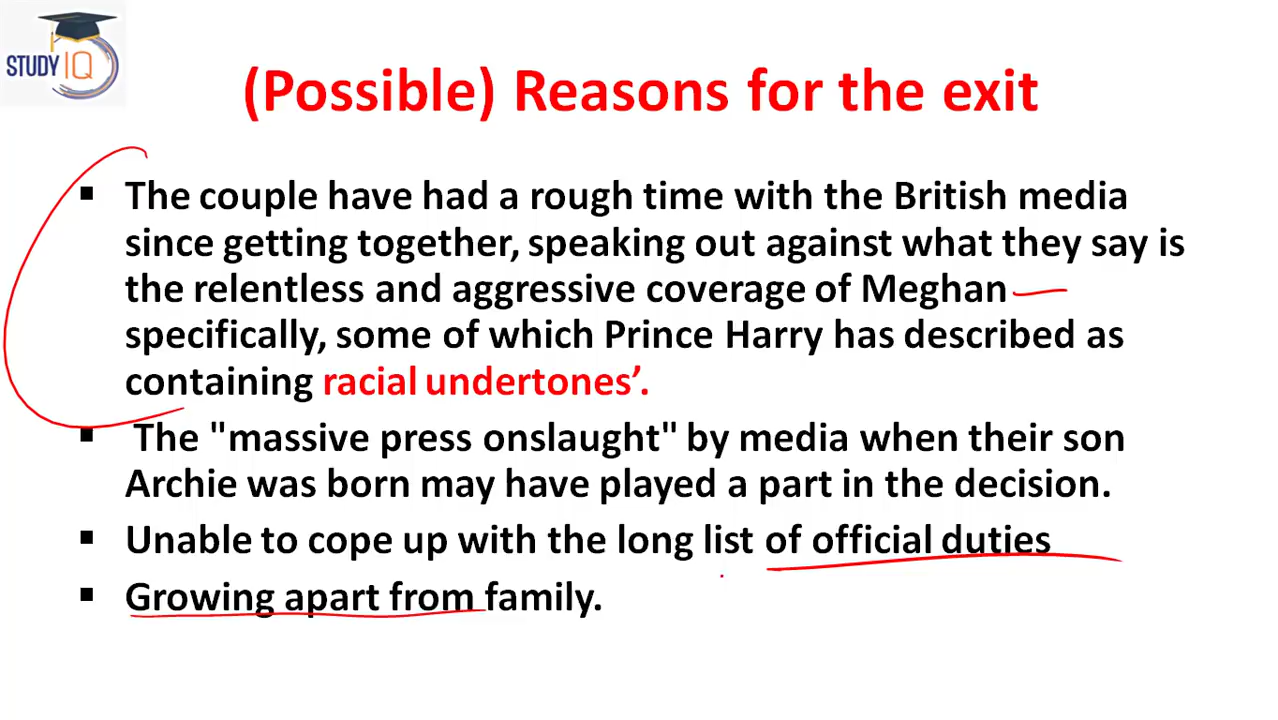 STUDY IQ
(Possible) Reasons for the exit
▪ The couple have had a rough time with the British media
since getting together, speaking out against what they say is
the relentless and aggressive coverage of Meghan
specifically, some of which Prince Harry has described as
containing racial undertones’.
▪ The "massive press onslaught" by media when their son
Archie was born may have played a part in the decision.
▪ Unable to cope up with the long list of official duties
▪ Growing apart from family.